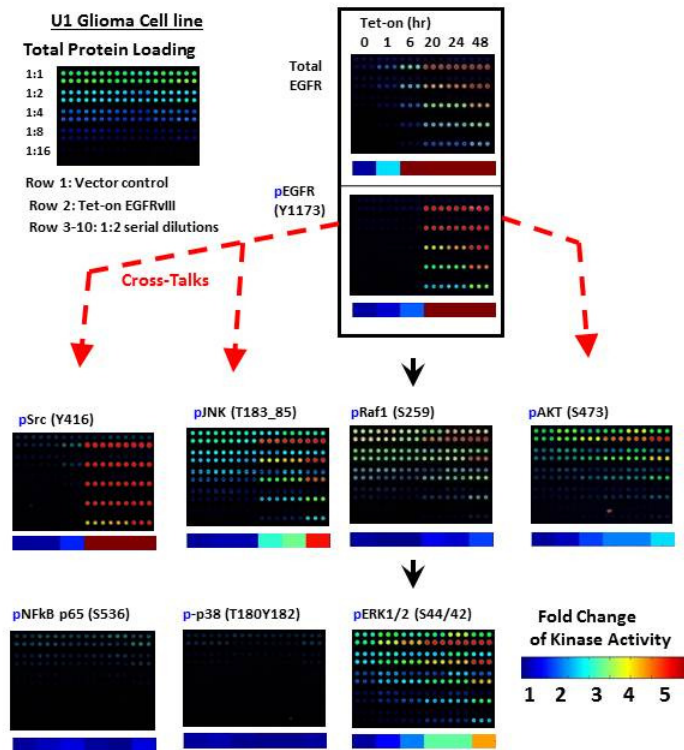 U1 Glioma Cell line
Total Protein Loading
1:1
1:2
1:4
1:8
1:16
Row 1: Vector control
Row 2: Tet-on EGFRvIII
Row 3-10: 1:2 serial dilutions
Tet-on (hr)
0 1 6 20 24 48
Total
EGFR
pEGFR
(Y1173)
Cross-Talks
pSrc (Y416)
pJNK (T183_85)
pRaf1 (S259)
pAKT (S473)
pNFkB p65 (S536)
p-p38 (T180Y182)
pERK1/2 (S44/42)
Fold Change
of Kinase Activity
1 2 3 4 5